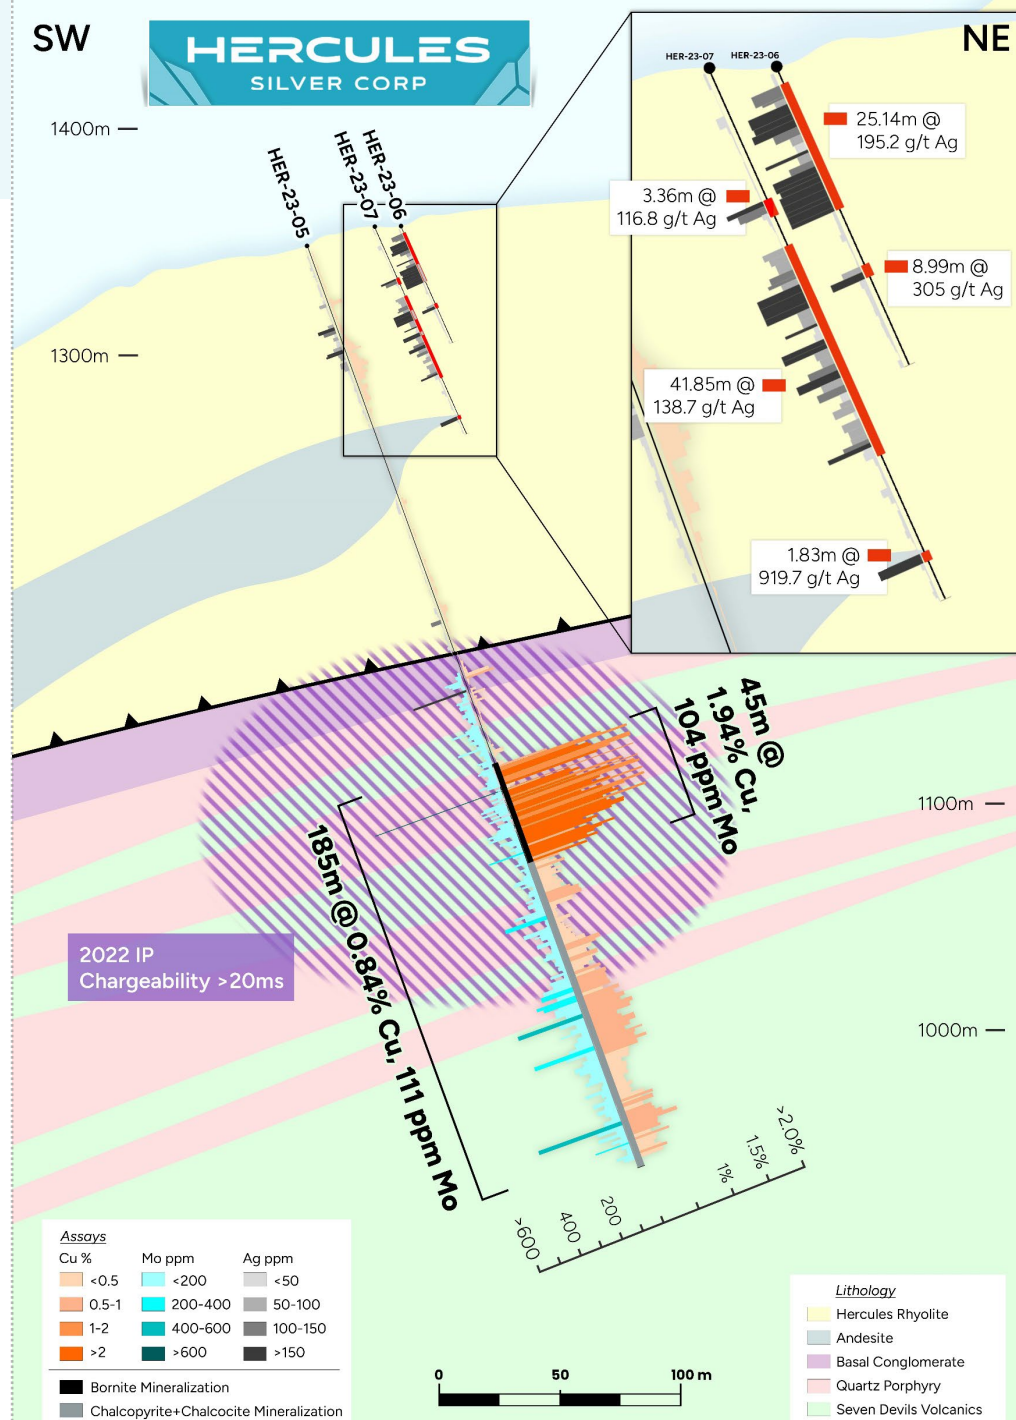 SW
HERCULES
SILVER CORP
NE
HER-23-07
HER-23-06
25.14m @
195.2 g/t Ag
3.36m @
116.8 g/t Ag
8.99m @
305 g/t Ag
41.85m @
138.7 g/t Ag
1.83m @
919.7 g/t Ag
1400m
1300m
HER-23-05
HER-23-07
HER-23-06
45m @
1.94% Cu,
104 ppm Mo
1100m
185m @ 0.84% Cu, 111 ppm Mo
2022 IP
Chargeability >20ms
1000m
>600
400
200
1%
1.5%
>2.0%
Assays
Cu %
Mo ppm
Ag ppm
<0.5
<200
<50
0.5-1
200-400
50-100
1-2
400-600
100-150
>2
>600
>150
Bornite Mineralization
Chalcopyrite+Chalcocite Mineralization
0
50
100 m
Lithology
Hercules Rhyolite
Andesite
Basal Conglomerate
Quartz Porphyry
Seven Devils Volcanics